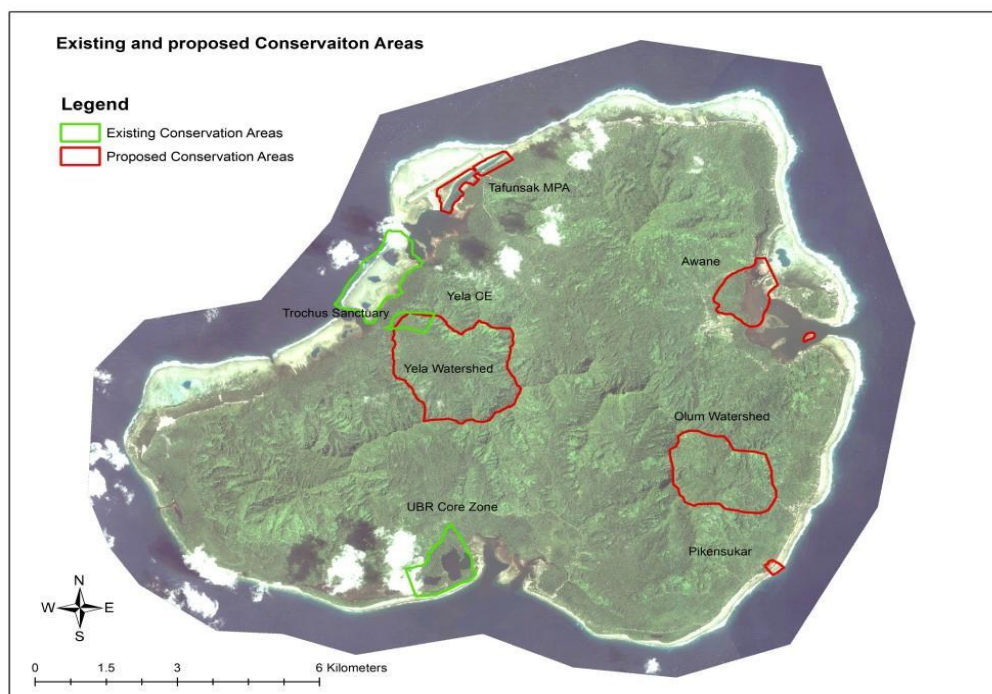 Existing and proposed Conservaiton Areas
Legend
Existing Conservation Areas
Proposed Conservation Areas
Tafunsak MPA
Awane
Yela CE
Trochus Sanctuary
Yela Watershed
Olum Watershed
UBR Core Zone
Pikensukar
N
W E
S
0 1.5 3 6 Kilometers